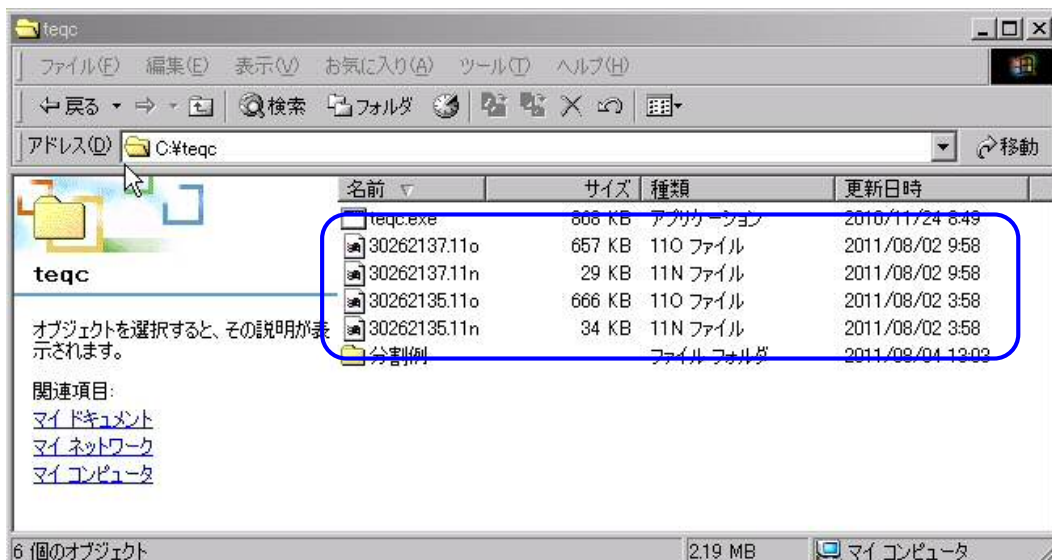 teqc
ファイル(F) 編集(E) 表示(V) お気に入り(A) ツール(T) ヘルプ(H)
戻る 検索 フォルダ
アドレス(D) C:¥teqc 移動
名前 サイズ 種類 更新日時
teqc.exe 868 KB アプリケーション 2010/11/24 8:49
30262137.11o 657 KB 11O ファイル 2011/08/02 9:58
30262137.11n 29 KB 11N ファイル 2011/08/02 9:58
30262135.11o 666 KB 11O ファイル 2011/08/02 3:58
30262135.11n 34 KB 11N ファイル 2011/08/02 3:58
分割例 ファイル フォルダ 2011/08/04 13:03
teqc
オブジェクトを選択すると、その説明が表
示されます。
関連項目:
マイ ドキュメント
マイ ネットワーク
マイ コンピュータ
6 個のオブジェクト 2.19 MB マイ コンピュータ